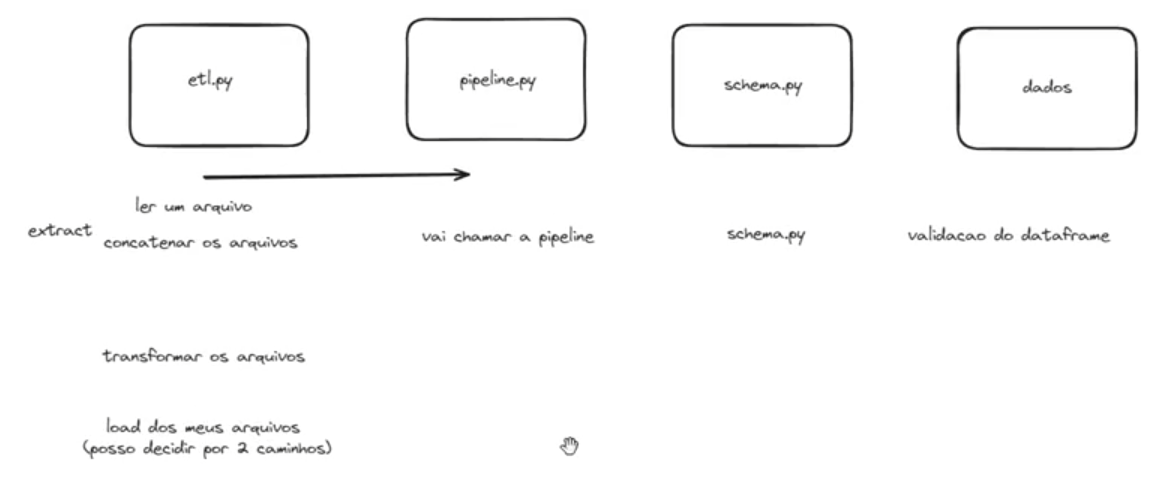 etl.py
pipeline.py
schema.py
dados
ler um arquivo
extract
concatenar os arquivos
vai chamar a pipeline
schema.py
validacao do dataframe
transformar os arquivos
load dos meus arquivos
(posso decidir por 2 caminhos)